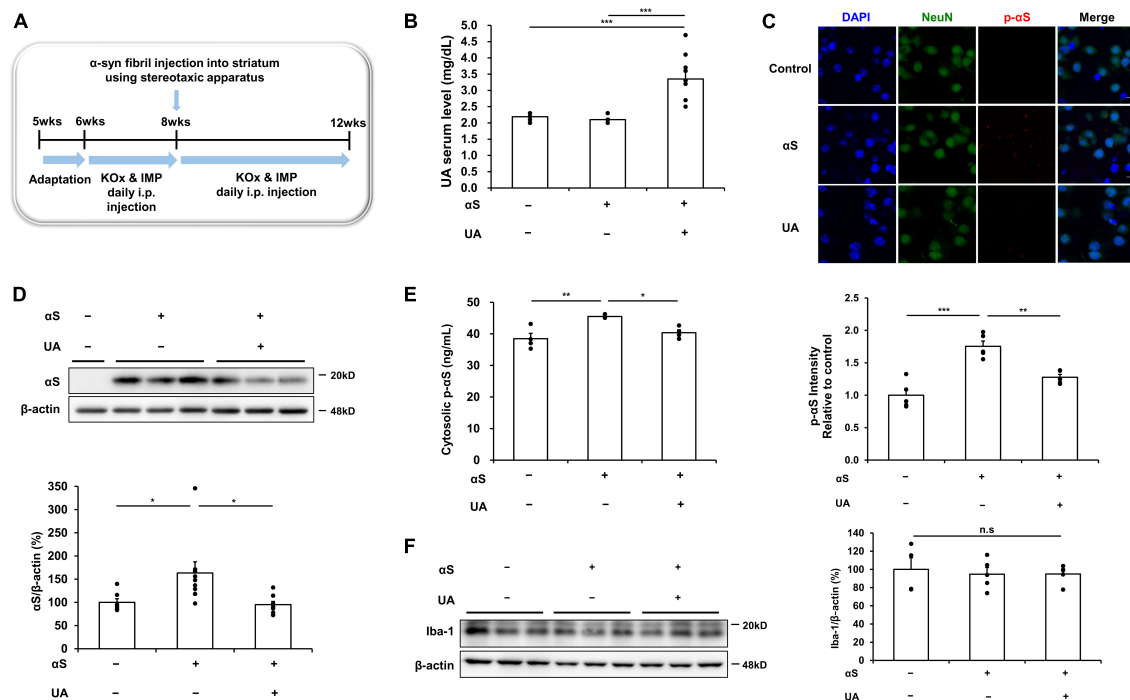 A
α-syn fibril injection into striatum
using stereotaxic apparatus
5wks 6wks 8wks 12wks
Adaptation
KOx & IMP
daily i.p.
injection
KOx & IMP
daily i.p. injection
B
UA serum level (mg/dL)
5.0
4.5
4.0
3.5
3.0
2.5
2.0
1.5
1.0
0.5
0.0
***
***
αS – + +
UA – – +
C
DAPI NeuN p-αS Merge
Control
αS
UA
p-αS Intensity
Relative to control
2.5
2.0
1.5
1.0
0.5
0.0
*** **
αS – + +
UA – – +
D
αS – + +
UA – – +
αS – 20kD
β-actin – 48kD
αS/β-actin (%)
350
300
250
200
150
100
50
0
* *
αS – + +
UA – – +
E
Cytosolic p-αS (ng/mL)
50
40
30
20
10
0
** *
αS – + +
UA – – +
F
αS – + +
UA – – +
Iba-1 – 20kD
β-actin – 48kD
Iba-1/β-actin (%)
140
120
100
80
60
40
20
0
n.s
αS – + +
UA – – +